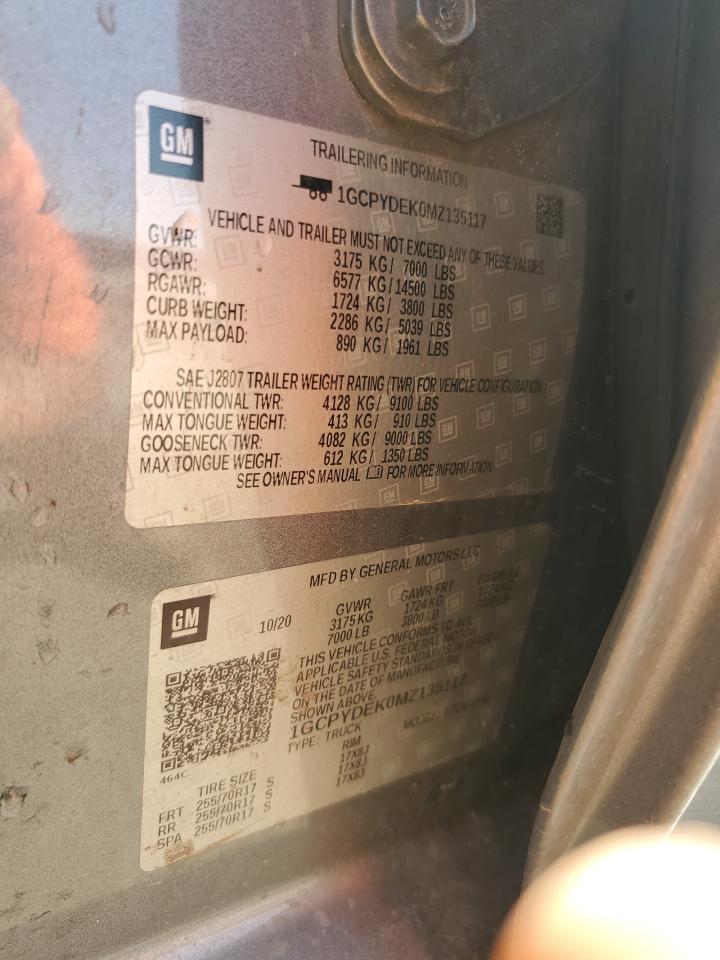 GM
TRAILERING INFORMATION
1GCPYDEK0MZ135117
VEHICLE AND TRAILER MUST NOT EXCEED ANY OF THESE VALUES.
GVWR: 3175 KG/ 7000 LBS
GCWR: 6577 KG/14500 LBS
RGAWR: 1724 KG/ 3800 LBS
CURB WEIGHT: 2286 KG/ 5039 LBS
MAX PAYLOAD: 890 KG/ 1961 LBS
SAE J2807 TRAILER WEIGHT RATING (TWR) FOR VEHICLE CONFIGURATION
CONVENTIONAL TWR: 4128 KG/ 9100 LBS
MAX TONGUE WEIGHT: 413 KG/ 910 LBS
GOOSENECK TWR: 4082 KG/ 9000 LBS
MAX TONGUE WEIGHT: 612 KG/ 1350 LBS
SEE OWNER'S MANUAL FOR MORE INFORMATION
GM
MFD BY GENERAL MOTORS LLC
10/20 GVWR GAWR FRT GAWR RR
3175 KG 1724 KG 1724 KG
7000 LB 3800 LB 3800 LB
THIS VEHICLE CONFORMS TO ALL
APPLICABLE U.S. FEDERAL MOTOR
VEHICLE SAFETY STANDARDS IN EFFECT
ON THE DATE OF MANUFACTURE
SHOWN ABOVE.
1GCPYDEK0MZ135117
TYPE: TRUCK MODEL:
464C
TIRE SIZE RIM
FRT 255/70R17 S 17X8J
RR 255/70R17 S 17X8J
SPA 255/70R17 S 17X8J